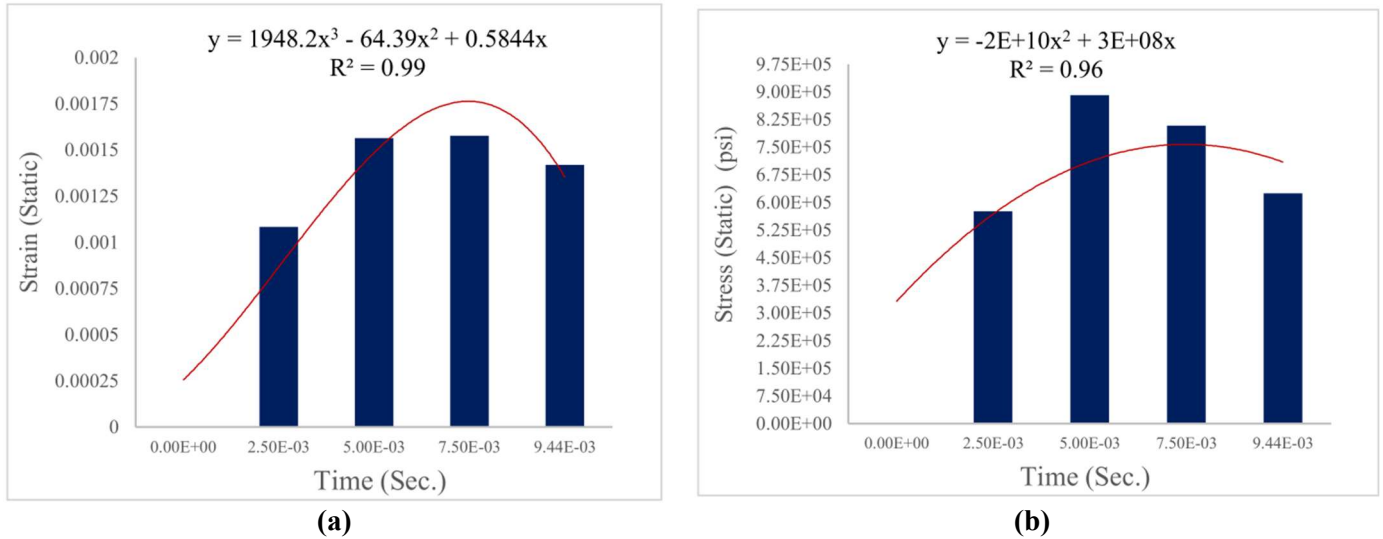 y = 1948.2x³ - 64.39x² + 0.5844x
R² = 0.99
0.002
0.00175
0.0015
0.00125
0.001
0.00075
0.0005
0.00025
0
Strain (Static)
0.00E+00 2.50E-03 5.00E-03 7.50E-03 9.44E-03
Time (Sec.)
(a)
y = -2E+10x² + 3E+08x
R² = 0.96
9.75E+05
9.00E+05
8.25E+05
7.50E+05
6.75E+05
6.00E+05
5.25E+05
4.50E+05
3.75E+05
3.00E+05
2.25E+05
1.50E+05
7.50E+04
0.00E+00
Stress (Static) (psi)
0.00E+00 2.50E-03 5.00E-03 7.50E-03 9.44E-03
Time (Sec.)
(b)